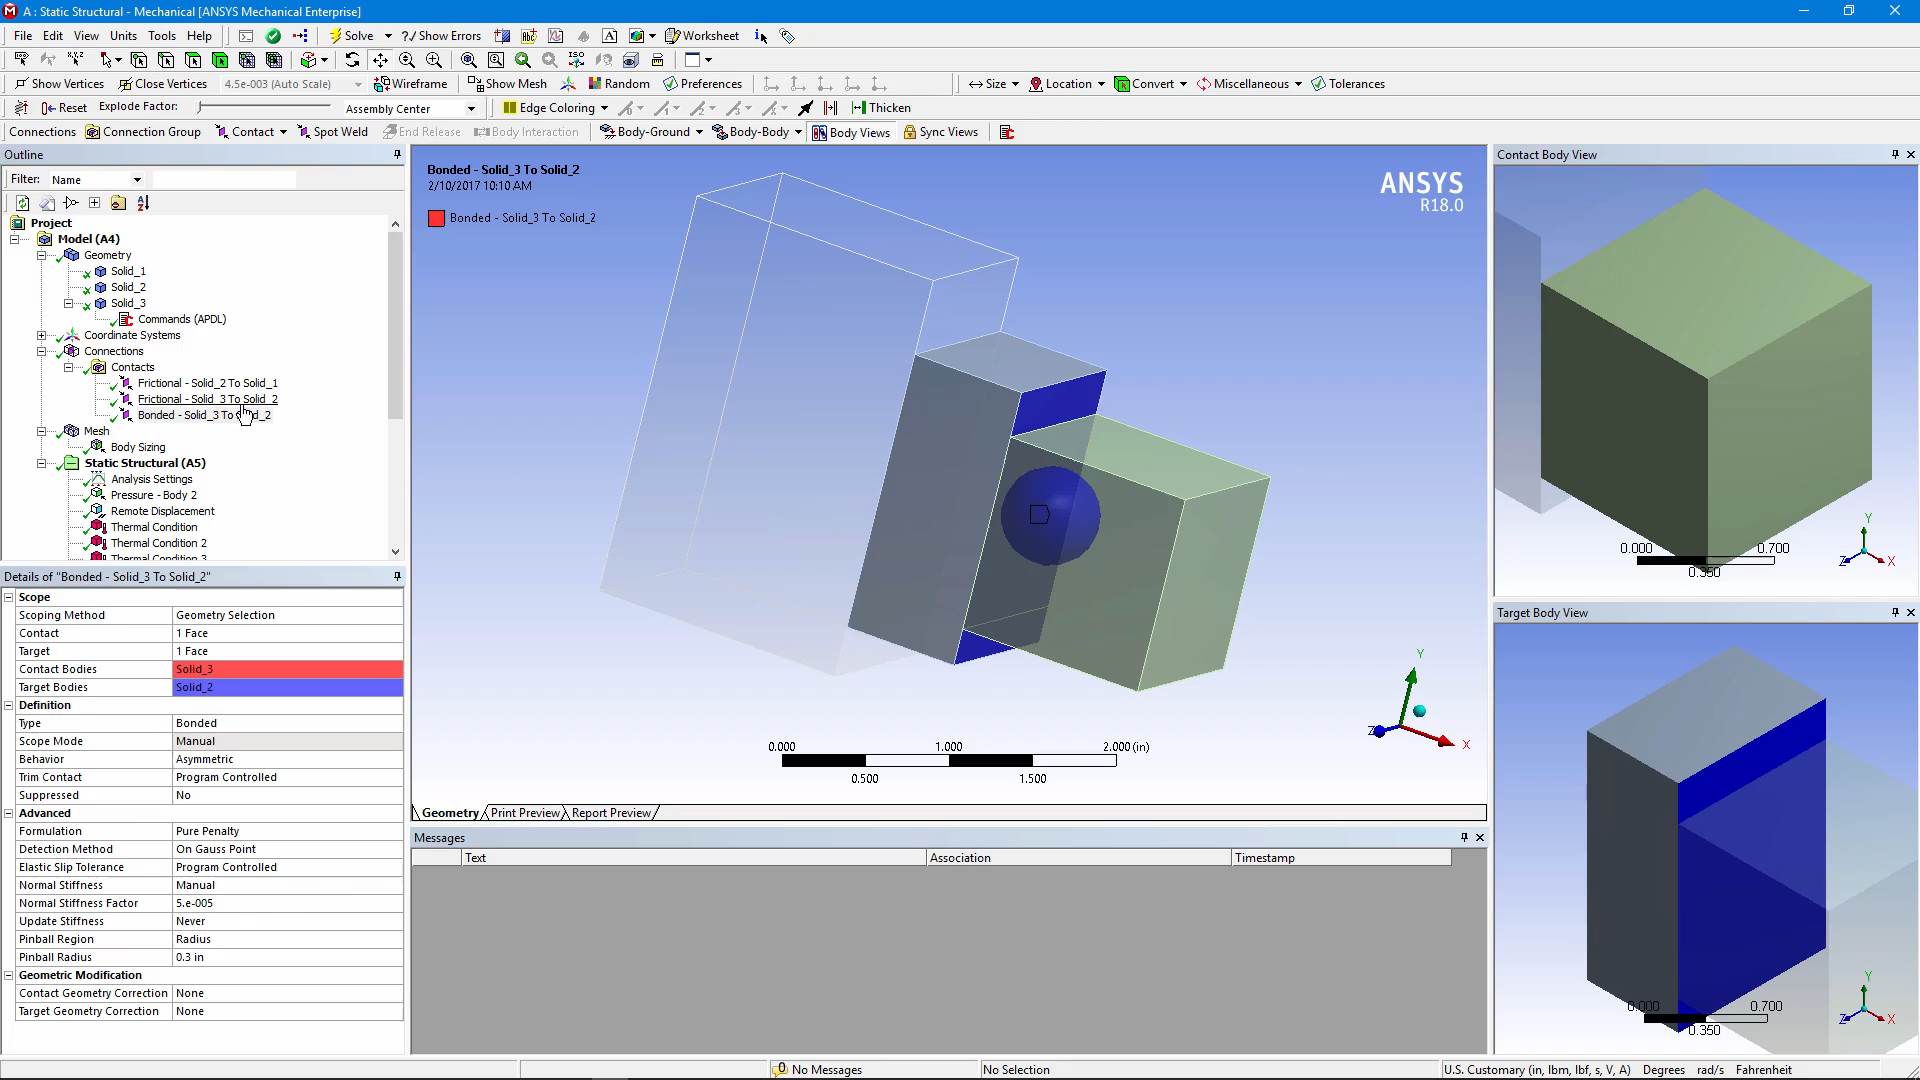 A : Static Structural - Mechanical [ANSYS Mechanical Enterprise]
File Edit View Units Tools Help Solve ?/ Show Errors Worksheet
Show Vertices Close Vertices 4.5e-003 (Auto Scale) Wireframe Show Mesh Random Preferences Size Location Convert Miscellaneous Tolerances
Reset Explode Factor: Assembly Center Edge Coloring Thicken
Connections Connection Group Contact Spot Weld End Release Body Interaction Body-Ground Body-Body Body Views Sync Views
Outline
Filter: Name
Project
Model (A4)
Geometry
Solid_1
Solid_2
Solid_3
Commands (APDL)
Coordinate Systems
Connections
Contacts
Frictional - Solid_2 To Solid_1
Frictional - Solid_3 To Solid_2
Bonded - Solid_3 To Solid_2
Mesh
Body Sizing
Static Structural (A5)
Analysis Settings
Pressure - Body 2
Remote Displacement
Thermal Condition
Thermal Condition 2
Thermal Condition 3
Details of "Bonded - Solid_3 To Solid_2"
Scope
Scoping Method Geometry Selection
Contact 1 Face
Target 1 Face
Contact Bodies Solid_3
Target Bodies Solid_2
Definition
Type Bonded
Scope Mode Manual
Behavior Asymmetric
Trim Contact Program Controlled
Suppressed No
Advanced
Formulation Pure Penalty
Detection Method On Gauss Point
Elastic Slip Tolerance Program Controlled
Normal Stiffness Manual
Normal Stiffness Factor 5.e-005
Update Stiffness Never
Pinball Region Radius
Pinball Radius 0.3 in
Geometric Modification
Contact Geometry Correction None
Target Geometry Correction None
Bonded - Solid_3 To Solid_2
2/10/2017 10:10 AM
Bonded - Solid_3 To Solid_2
ANSYS
R18.0
Y
Z
X
0.000 1.000 2.000 (in)
0.500 1.500
Geometry Print Preview Report Preview
Messages
Text Association Timestamp
Contact Body View
0.000 0.700
0.350
Y
Z
X
Target Body View
0.000 0.700
0.350
Y
Z
X
0 No Messages No Selection U.S. Customary (in, lbm, lbf, s, V, A) Degrees rad/s Fahrenheit